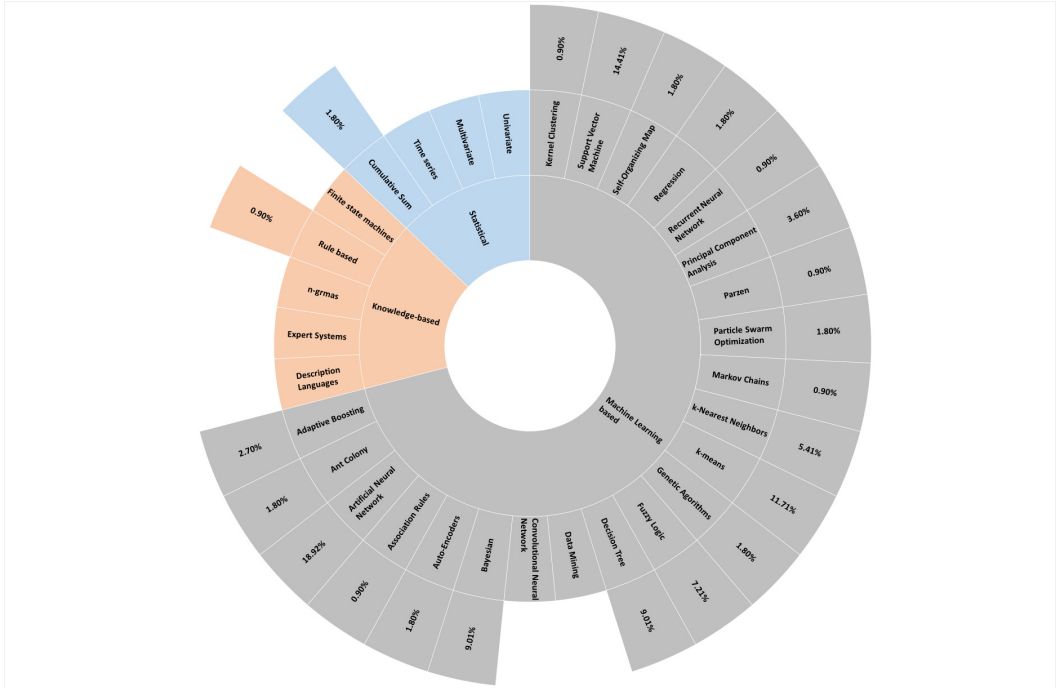 0.90%
14.41%
1.80%
1.80%
0.90%
3.60%
0.90%
1.80%
0.90%
5.41%
11.71%
1.80%
7.21%
9.01%
9.01%
1.80%
0.90%
18.92%
1.80%
2.70%
0.90%
1.80%
Kernel Clustering
Support Vector
Machine
Self-Organizing Map
Regression
Recurrent Neural
Network
Principal Component
Analysis
Parzen
Particle Swarm
Optimization
Markov Chains
k-Nearest Neighbors
k-means
Genetic Agorithms
Fuzzy Logic
Decision Tree
Data Mining
Convolutional Neural
Network
Bayesian
Auto-Encoders
Association Rules
Artificial Neural
Network
Ant Colony
Adaptive Boosting
Description
Languages
Expert Systems
n-grmas
Rule based
Finite state machines
Cumulative Sum
Time series
Multivariate
Univariate
Machine Learning
based
Knowledge-based
Statistical